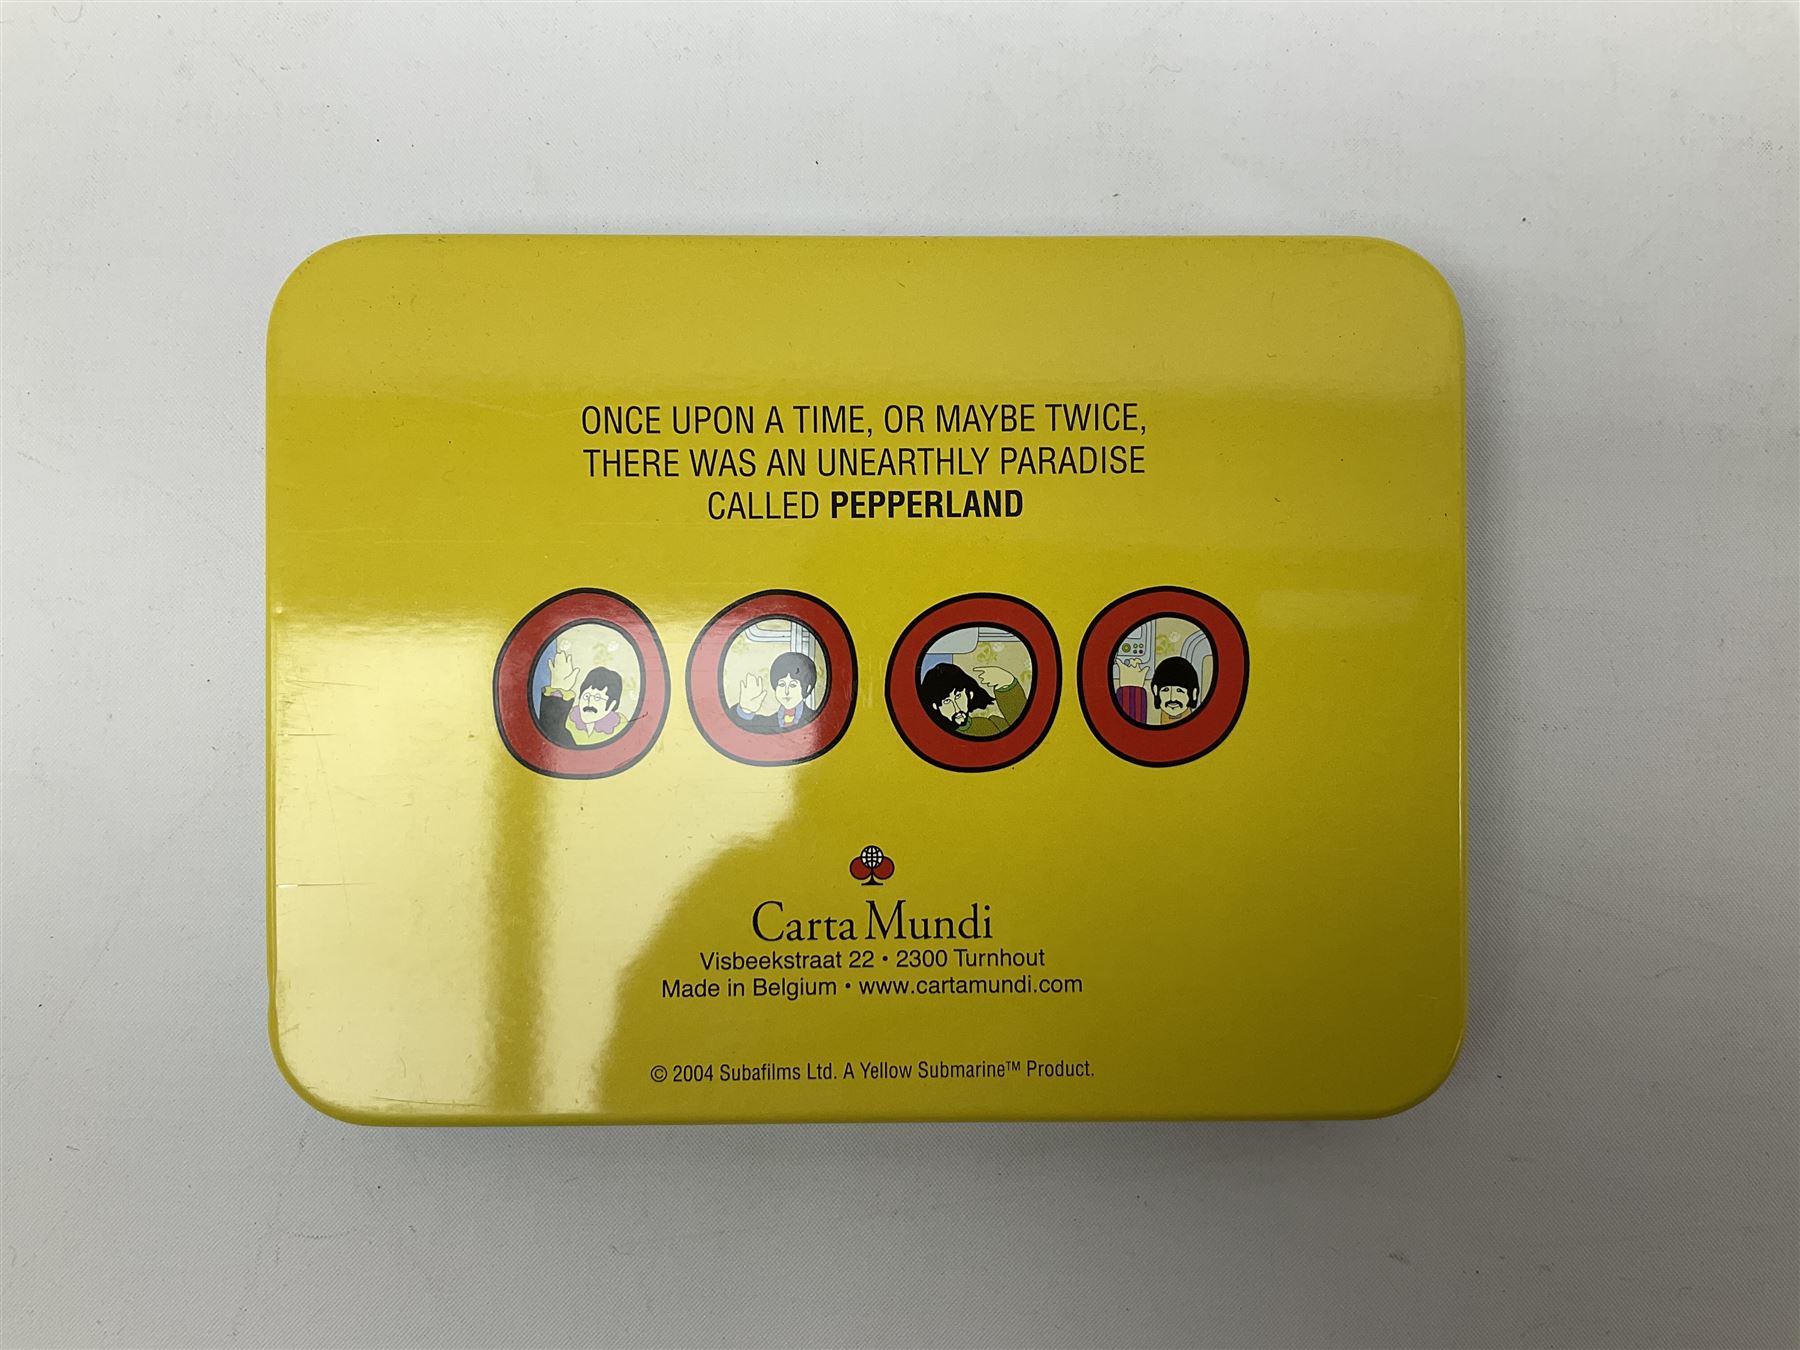 ONCE UPON A TIME, OR MAYBE TWICE,
THERE WAS AN UNEARTHLY PARADISE
CALLED PEPPERLAND
Carta Mundi
Visbeekstraat 22 • 2300 Turnhout
Made in Belgium • www.cartamundi.com
© 2004 Subafilms Ltd. A Yellow Submarine™ Product.